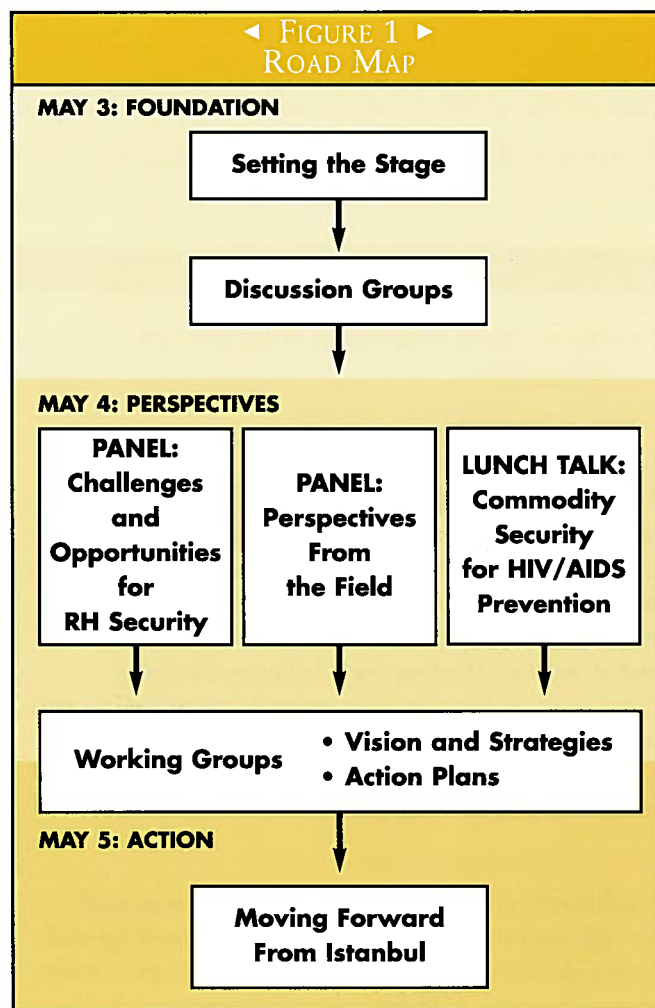 ◄ FIGURE 1 ►
ROAD MAP
MAY 3: FOUNDATION
Setting the Stage
Discussion Groups
MAY 4: PERSPECTIVES
PANEL:
Challenges
and
Opportunities
for
RH Security
PANEL:
Perspectives
From
the Field
LUNCH TALK:
Commodity
Security
for HIV/AIDS
Prevention
Working Groups
• Vision and Strategies
• Action Plans
MAY 5: ACTION
Moving Forward
From Istanbul